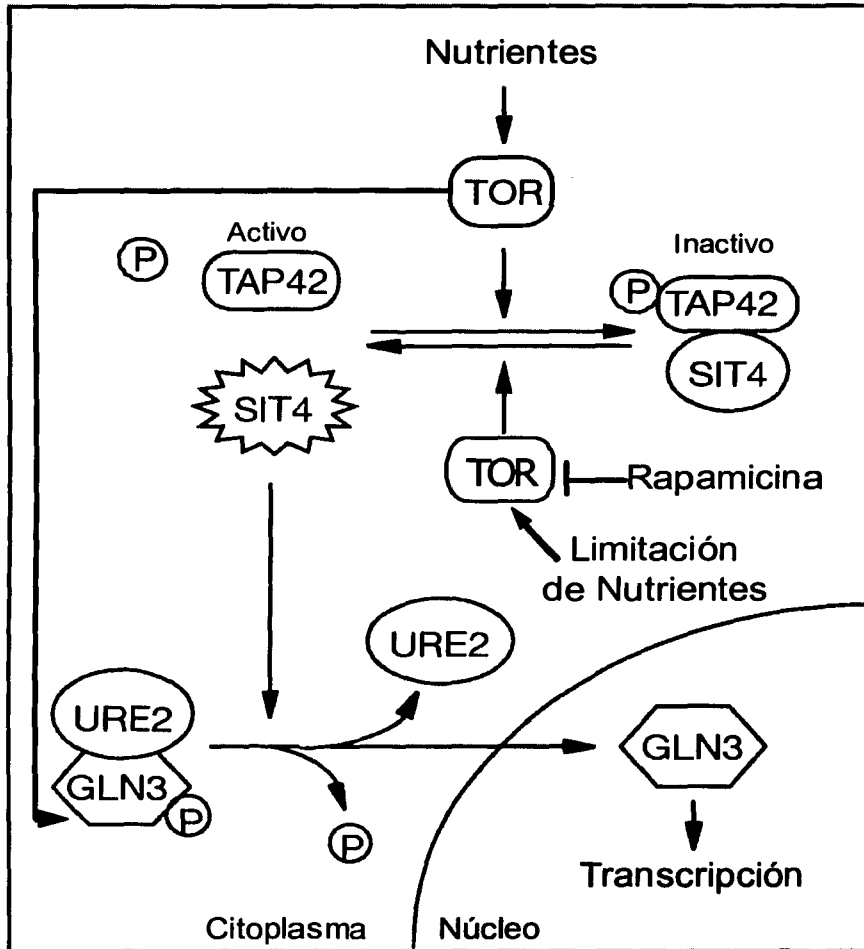 Nutrientes
TOR
Activo
Inactivo
P
TAP42
P
TAP42
SIT4
SIT4
TOR
Rapamicina
Limitación
de Nutrientes
URE2
URE2
GLN3
GLN3
P
P
Transcripción
Citoplasma
Núcleo